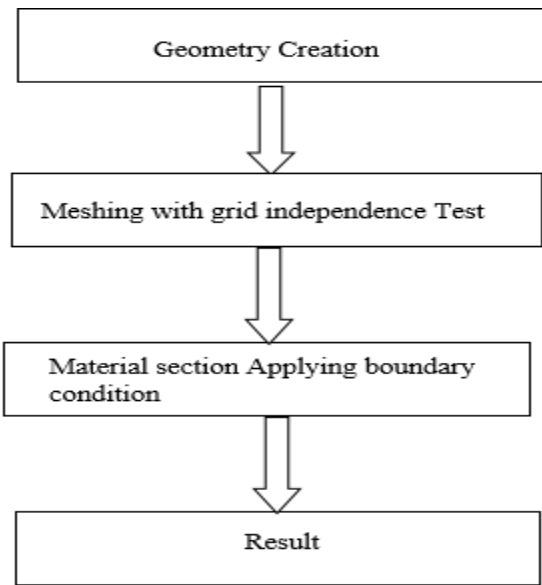 Geometry Creation
Meshing with grid independence Test
Material section Applying boundary
condition
Result